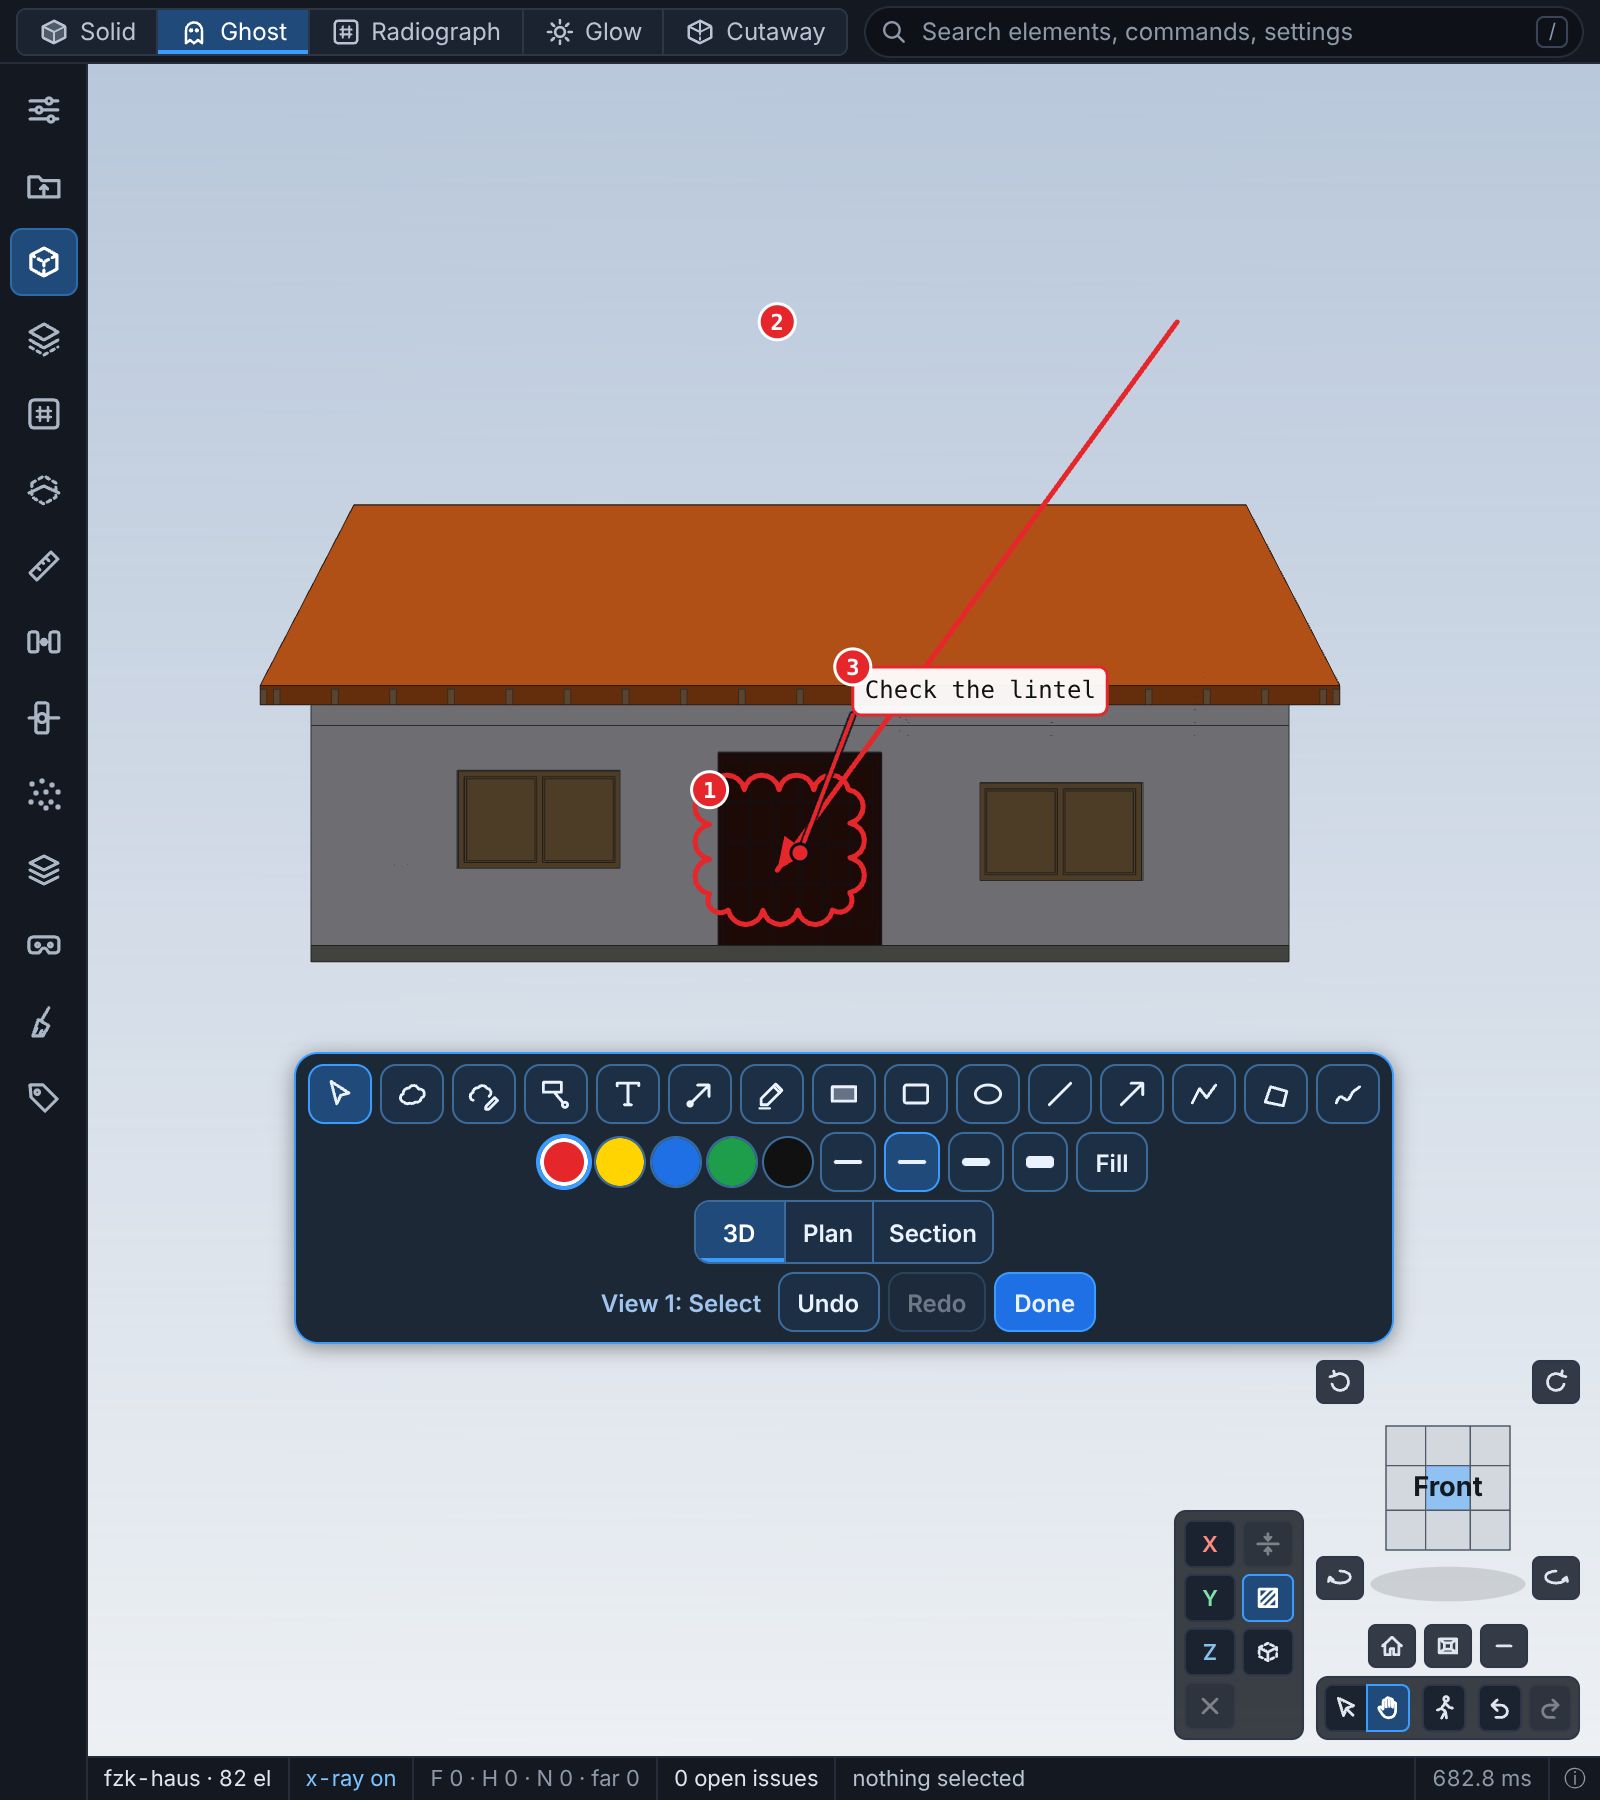 Solid
Ghost
Radiograph
Glow
Cutaway
Search elements, commands, settings
/
2
3
Check the lintel
1
T
Fill
3D
Plan
Section
View 1: Select
Undo
Redo
Done
Front
X
Y
Z
fzk-haus · 82 el
x-ray on
F 0 · H 0 · N 0 · far 0
0 open issues
nothing selected
682.8 ms